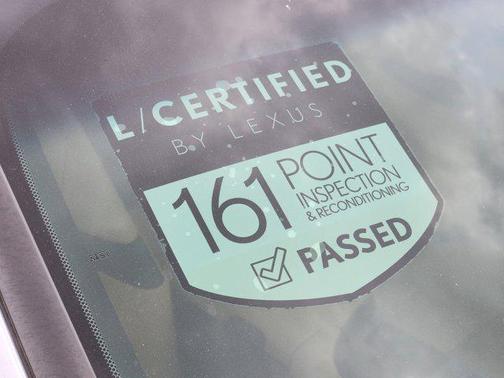 L/CERTIFIED
BY LEXUS
161 POINT
INSPECTION
& RECONDITIONING
PASSED